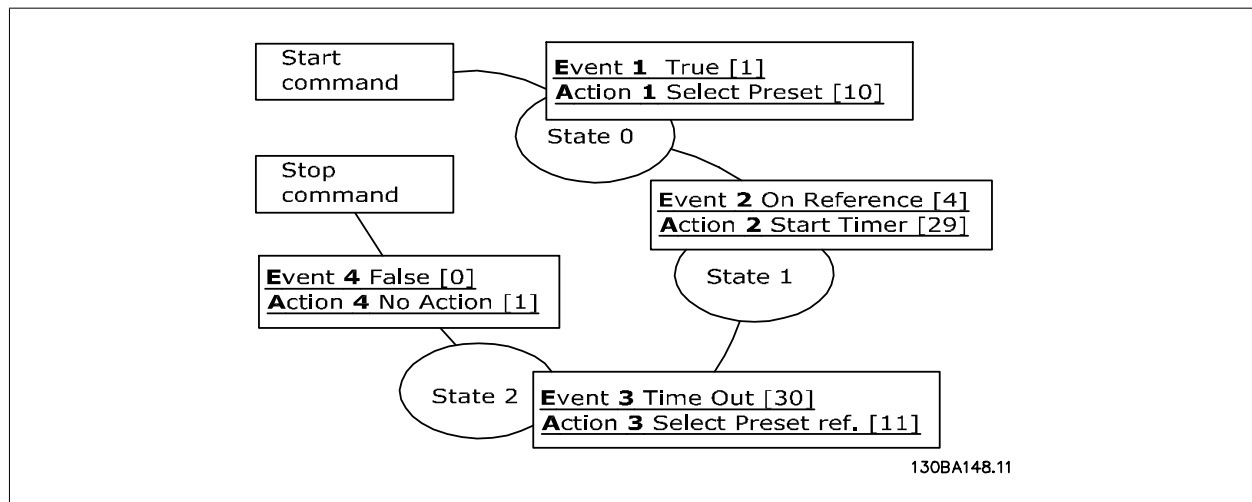 Start
command
Event 1 True [1]
Action 1 Select Preset [10]
State 0
Stop
command
Event 2 On Reference [4]
Action 2 Start Timer [29]
State 1
Event 4 False [0]
Action 4 No Action [1]
State 2
Event 3 Time Out [30]
Action 3 Select Preset ref. [11]
130BA148.11